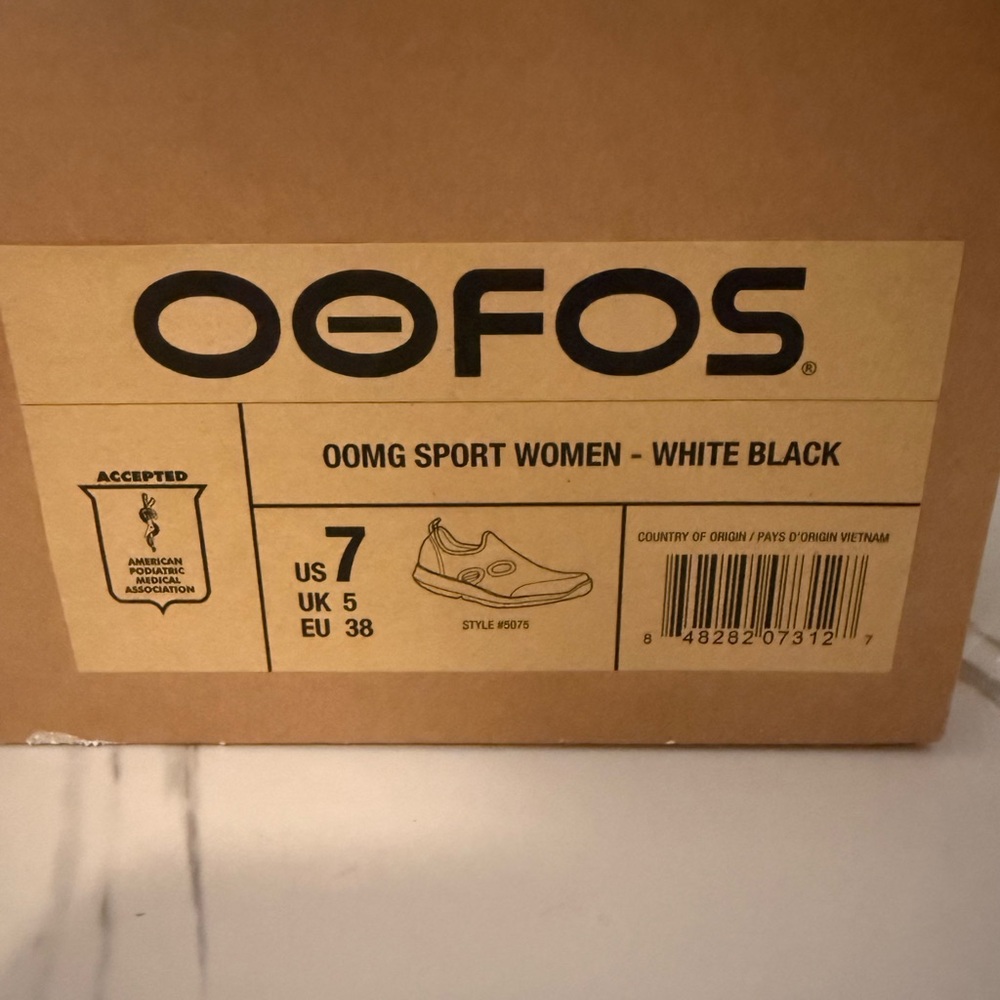 OOFOS®
OOMG SPORT WOMEN - WHITE BLACK
ACCEPTED
AMERICAN
PODIATRIC
MEDICAL
ASSOCIATION
US 7
UK 5
EU 38
STYLE #5075
COUNTRY OF ORIGIN / PAYS D'ORIGIN VIETNAM
8 48282 07312 7